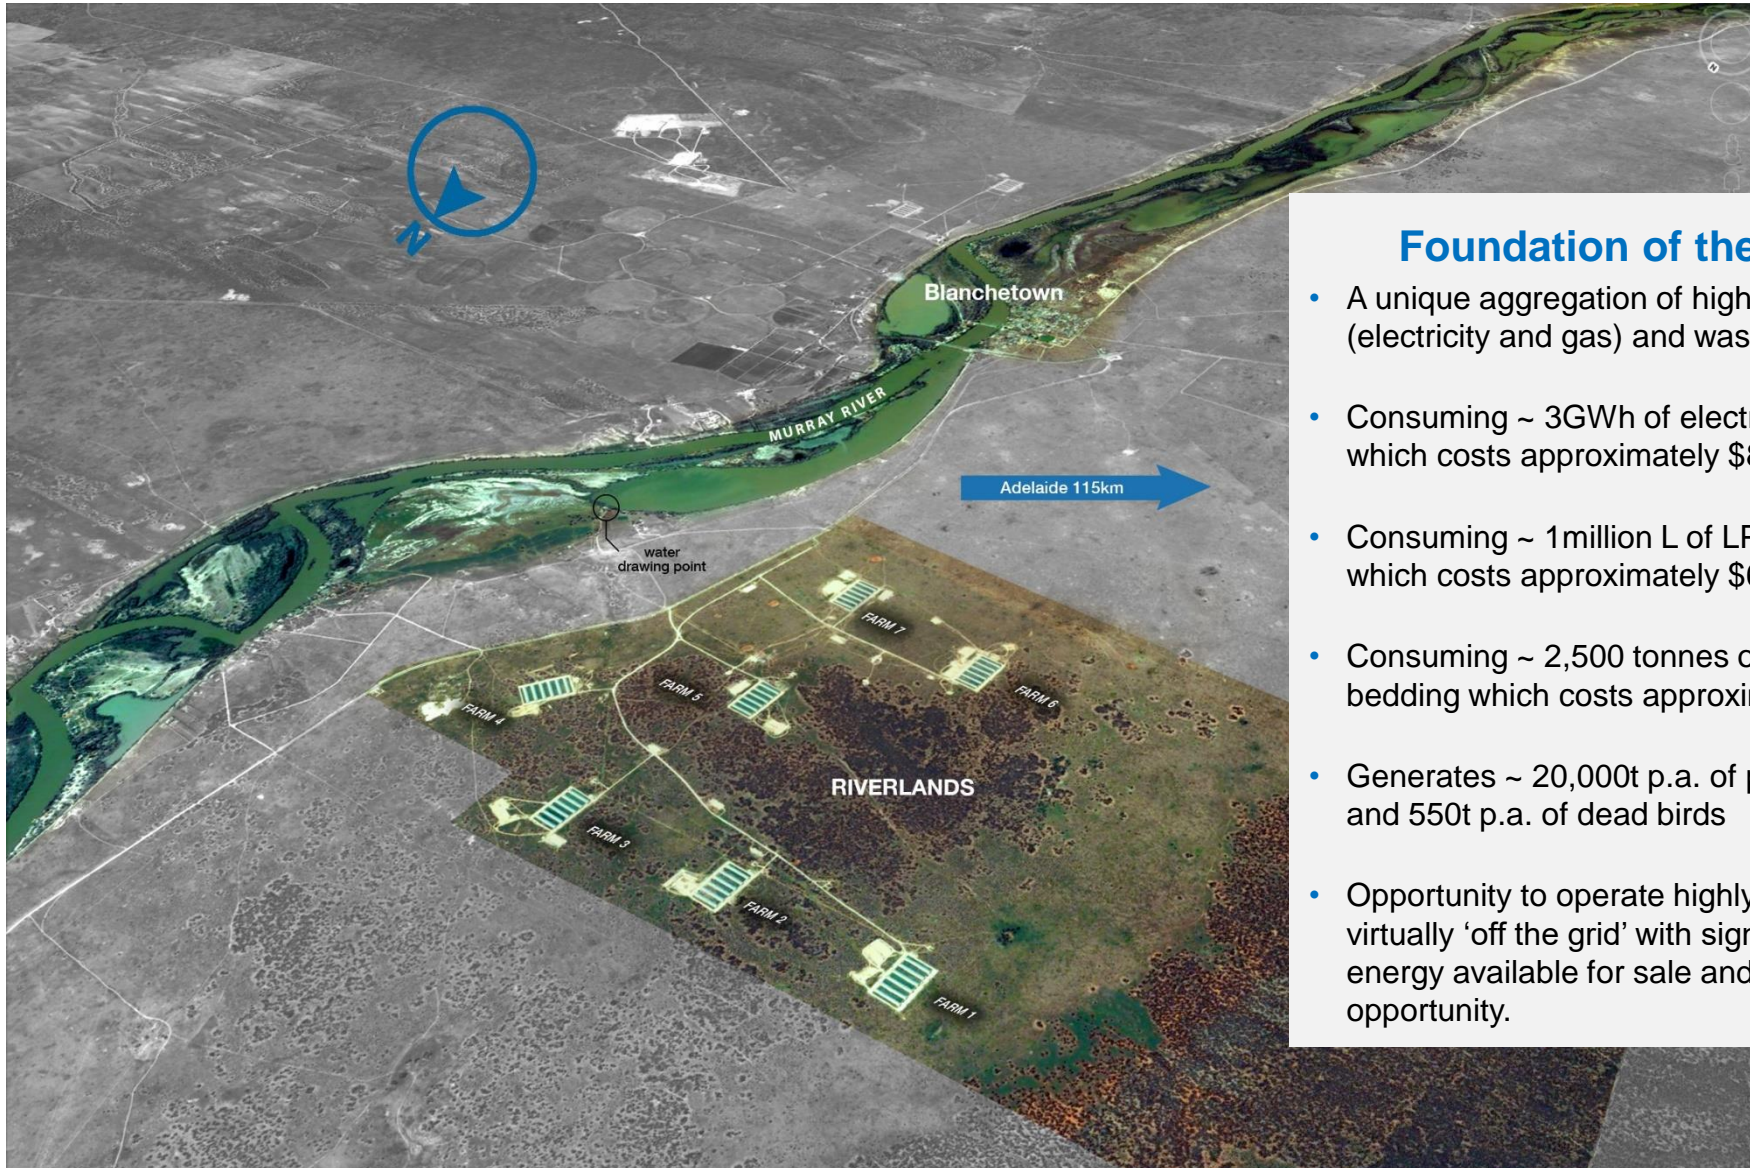 N
Blanchetown
MURRAY RIVER
Adelaide 115km
water
drawing point
FARM 7
FARM 5
FARM 6
FARM 4
RIVERLANDS
FARM 3
FARM 2
FARM 1
Foundation of the
• A unique aggregation of high
(electricity and gas) and was
• Consuming ~ 3GWh of electr
which costs approximately $8
• Consuming ~ 1million L of LP
which costs approximately $
• Consuming ~ 2,500 tonnes o
bedding which costs approxi
• Generates ~ 20,000t p.a. of p
and 550t p.a. of dead birds
• Opportunity to operate highly
virtually ‘off the grid’ with sign
energy available for sale and
opportunity.
N